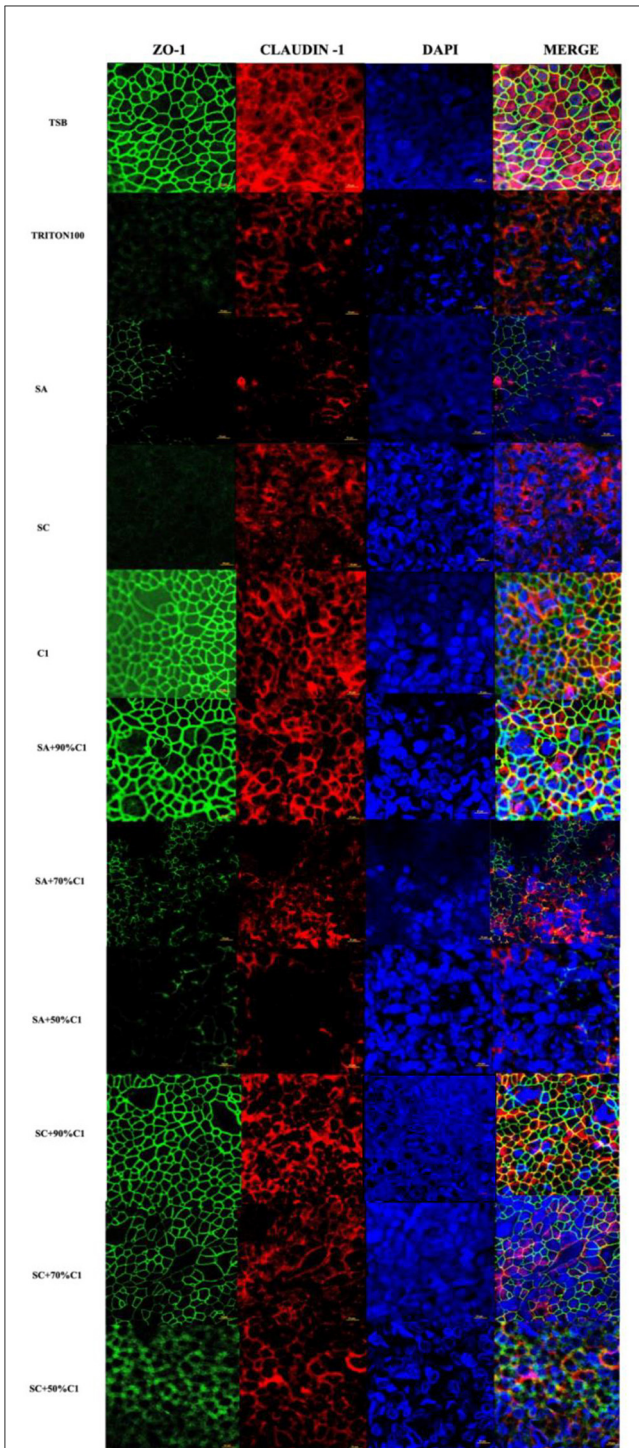 ZO-1 CLAUDIN -1 DAPI MERGE
TSB
TRITON100
SA
SC
C1
SA+90%C1
SA+70%C1
SA+50%C1
SC+90%C1
SC+70%C1
SC+50%C1